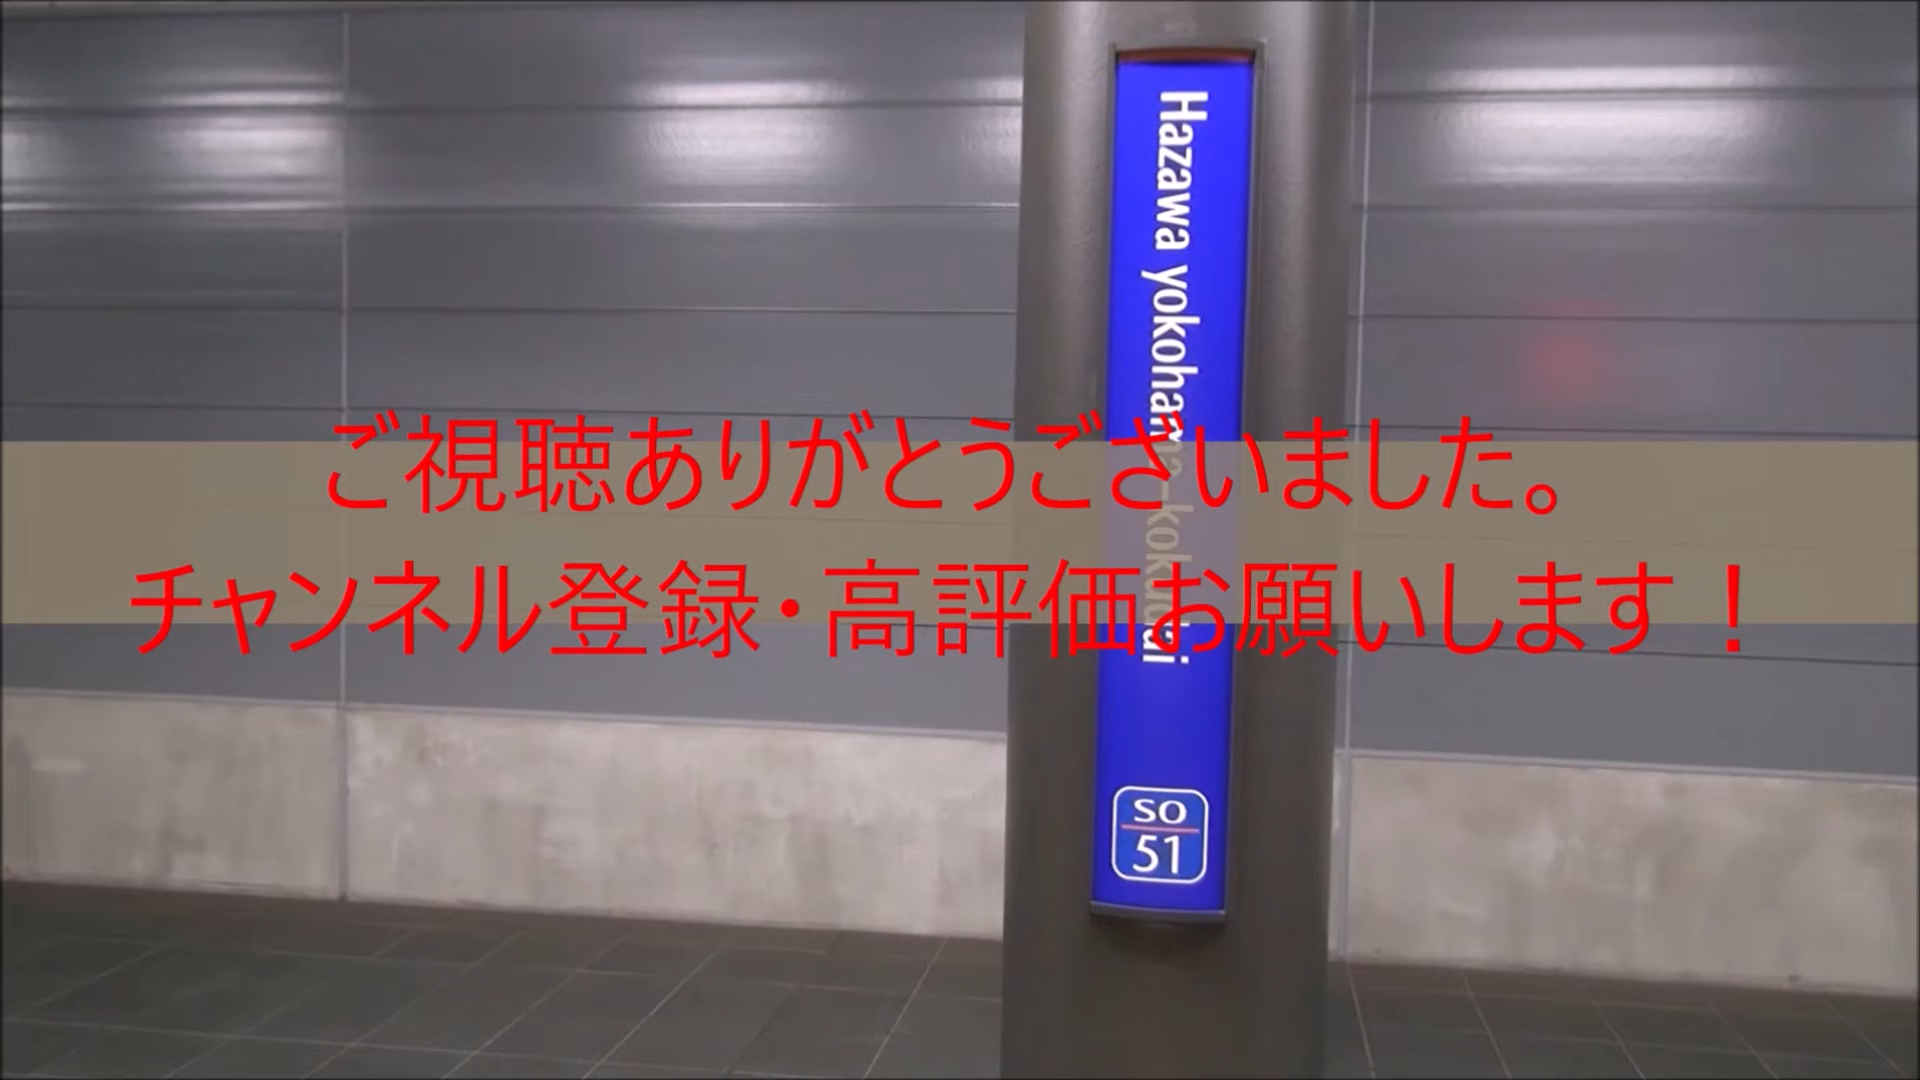 Hazawa yokohama-kokudai
ご視聴ありがとうございました。
チャンネル登録・高評価お願いします！
SO
51